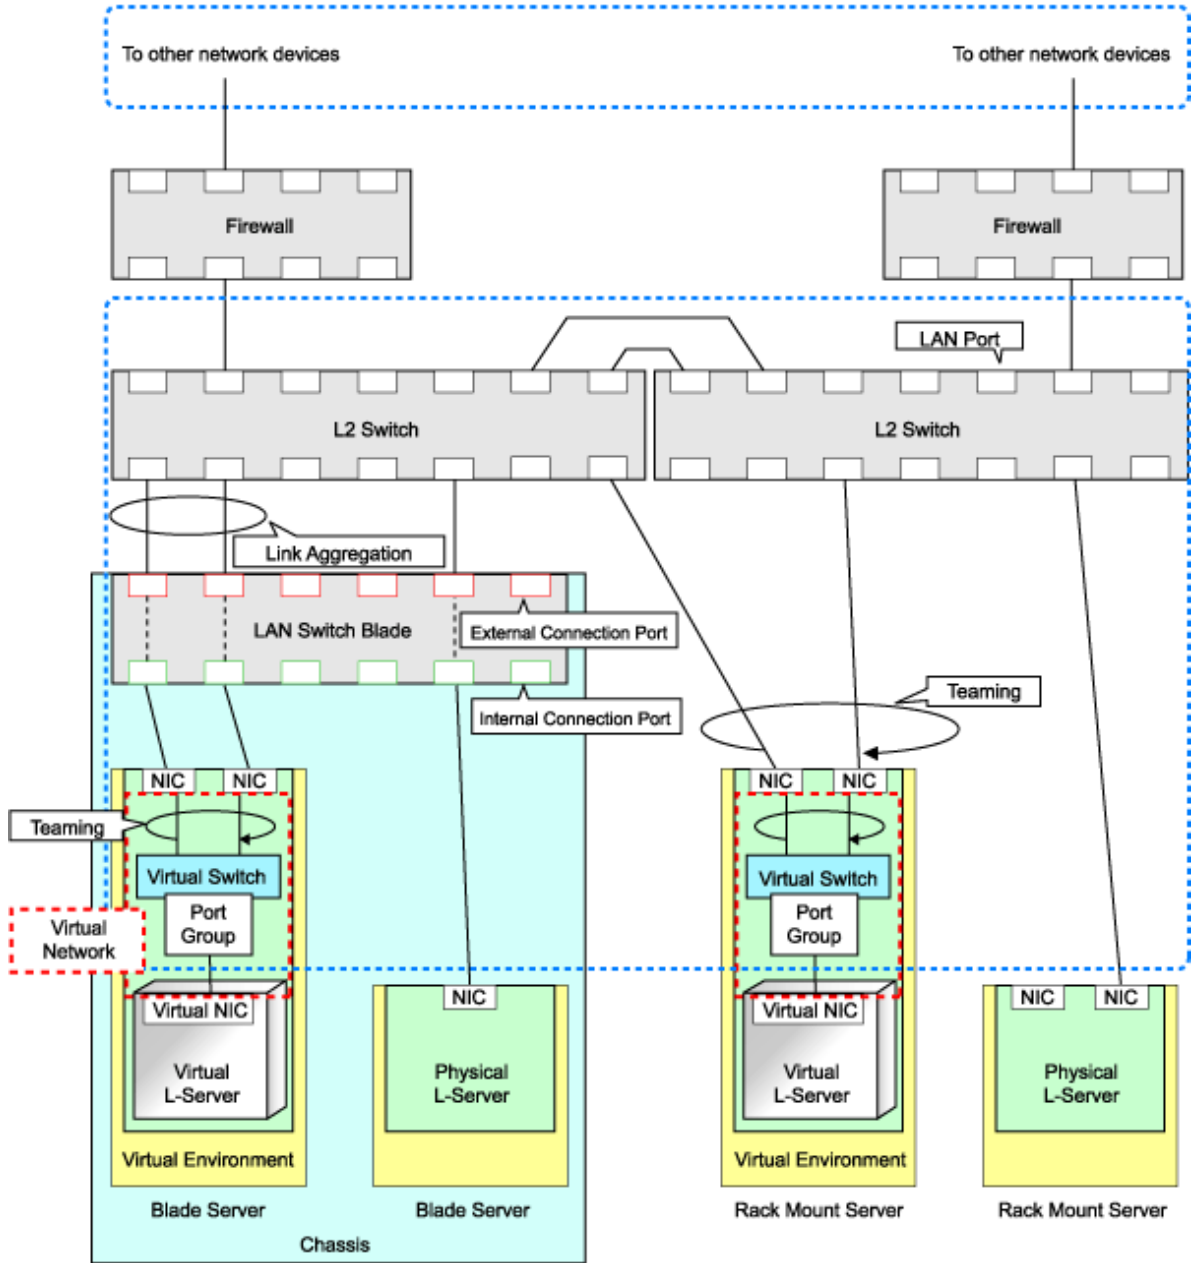 To other network devices
To other network devices
Firewall
Firewall
LAN Port
L2 Switch
L2 Switch
Link Aggregation
LAN Switch Blade
External Connection Port
Internal Connection Port
Teaming
NIC
NIC
NIC
NIC
Teaming
Virtual Switch
Virtual Switch
Port
Group
Port
Group
Virtual
Network
NIC
NIC
NIC
Virtual NIC
Virtual NIC
Virtual
L-Server
Physical
L-Server
Virtual
L-Server
Physical
L-Server
Virtual Environment
Virtual Environment
Blade Server
Blade Server
Rack Mount Server
Rack Mount Server
Chassis